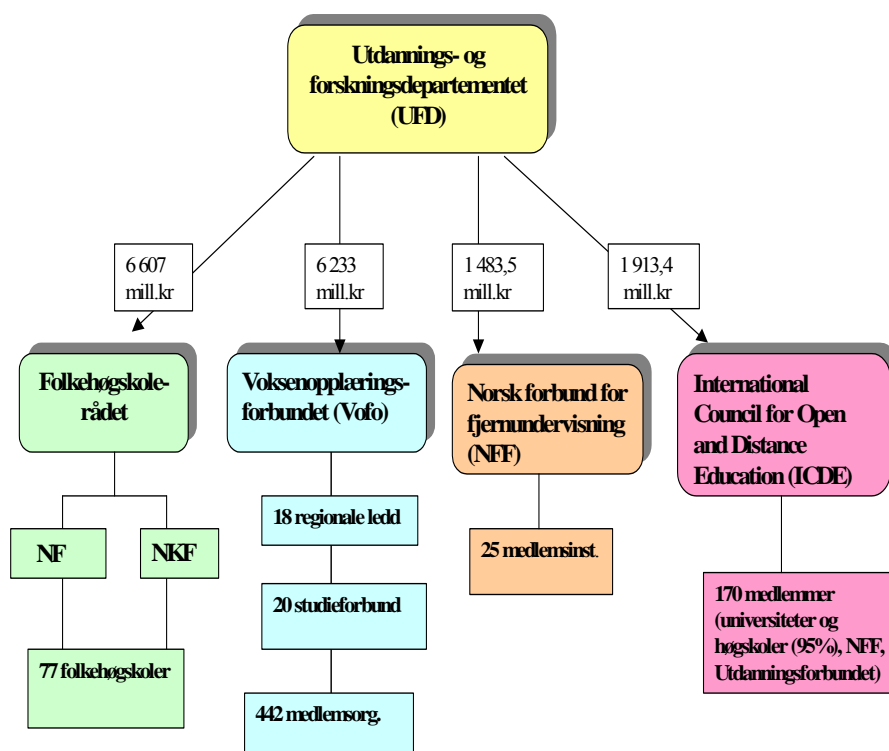 Utdannings- og
forskningsdepartementet
(UFD)
6 607
mill.kr
6 233
mill.kr
1 483,5
mill.kr
1 913,4
mill.kr
Folkehøgskole-
rådet
Voksenopplærings-
forbundet (Vofo)
Norsk forbund for
fjernundervisning
(NFF)
International
Council for Open
and Distance
Education (ICDE)
NF
NKF
77 folkehøgskoler
18 regionale ledd
20 studieforbund
442 medlemsorg.
25 medlemsinst.
170 medlemmer
(universiteter og
høgskoler (95%), NFF,
Utdanningsforbundet)